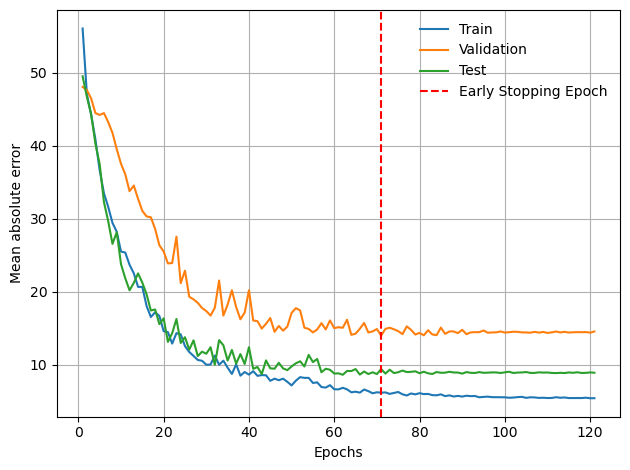 Train
Validation
Test
Early Stopping Epoch
Mean absolute error
50
40
30
20
10
0 20 40 60 80 100 120
Epochs